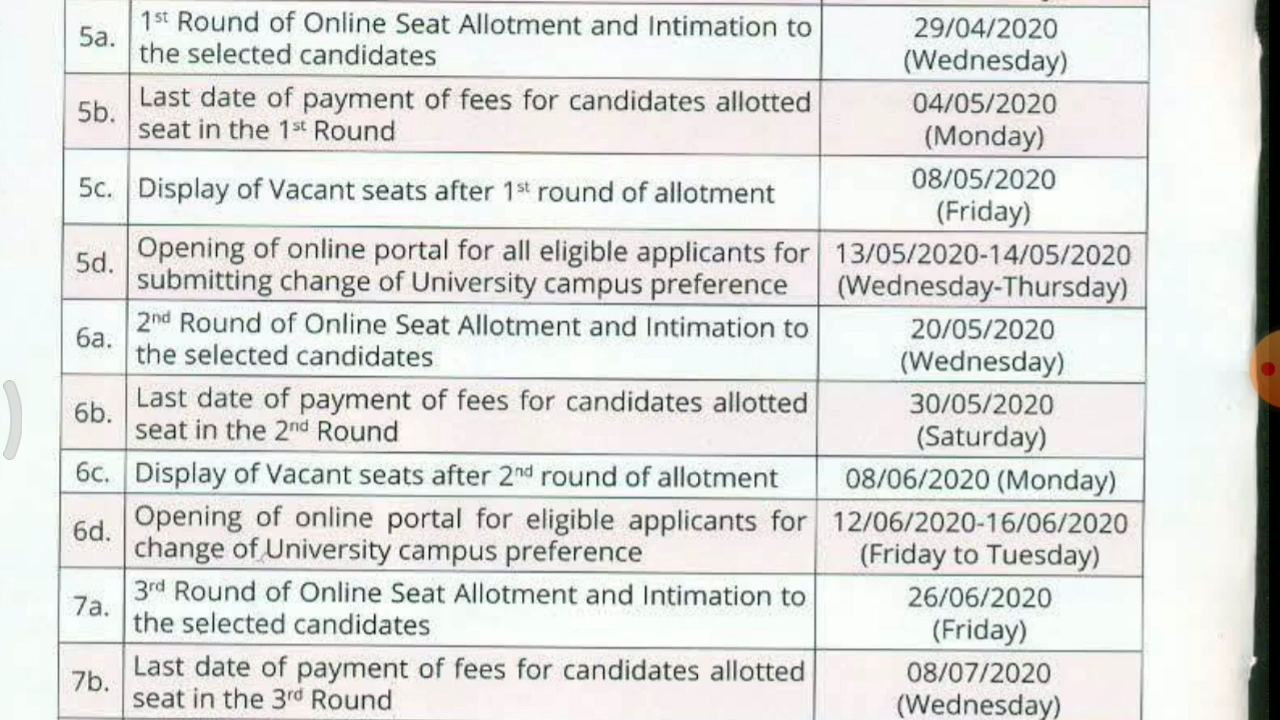 5a.
1st Round of Online Seat Allotment and Intimation to
the selected candidates
29/04/2020
(Wednesday)
5b.
Last date of payment of fees for candidates allotted
seat in the 1st Round
04/05/2020
(Monday)
5c.
Display of Vacant seats after 1st round of allotment
08/05/2020
(Friday)
5d.
Opening of online portal for all eligible applicants for
submitting change of University campus preference
13/05/2020-14/05/2020
(Wednesday-Thursday)
6a.
2nd Round of Online Seat Allotment and Intimation to
the selected candidates
20/05/2020
(Wednesday)
6b.
Last date of payment of fees for candidates allotted
seat in the 2nd Round
30/05/2020
(Saturday)
6c.
Display of Vacant seats after 2nd round of allotment
08/06/2020 (Monday)
6d.
Opening of online portal for eligible applicants for
change of University campus preference
12/06/2020-16/06/2020
(Friday to Tuesday)
7a.
3rd Round of Online Seat Allotment and Intimation to
the selected candidates
26/06/2020
(Friday)
7b.
Last date of payment of fees for candidates allotted
seat in the 3rd Round
08/07/2020
(Wednesday)